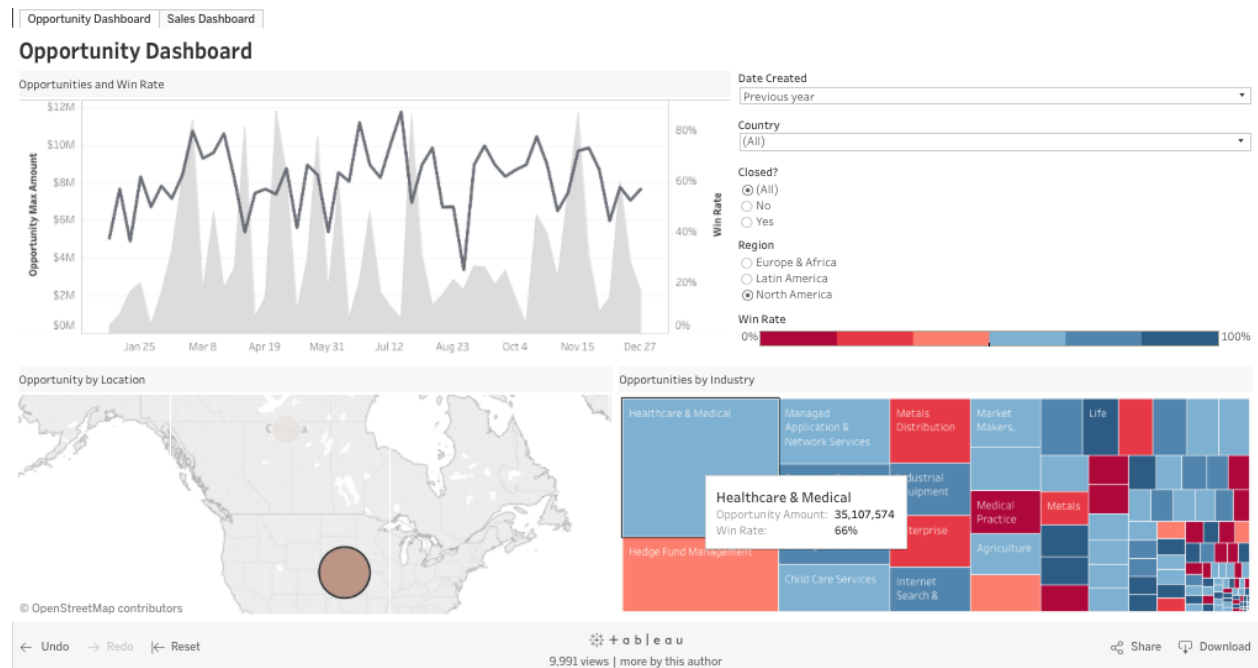 Opportunity Dashboard
Sales Dashboard
Opportunity Dashboard
Opportunities and Win Rate
$12M
$10M
$8M
$6M
$4M
$2M
$0M
Opportunity Max Amount
80%
60%
40%
20%
0%
Win Rate
Jan 25
Mar 8
Apr 19
May 31
Jul 12
Aug 23
Oct 4
Nov 15
Dec 27
Date Created
Previous year
Country
(All)
Closed?
(All)
No
Yes
Region
Europe & Africa
Latin America
North America
Win Rate
0%
100%
Opportunity by Location
© OpenStreetMap contributors
Opportunities by Industry
Healthcare & Medical
Managed
Application &
Network Services
Metals
Distribution
Market
Makers,
Life
Healthcare & Medical
Opportunity Amount: 35,107,574
Win Rate: 66%
Medical
Practice
Metals
Hedge Fund Management
Child Care Services
Agriculture
Internet
Search &
Undo
Redo
Reset
+ a b l e a u
9,991 views | more by this author
Share
Download